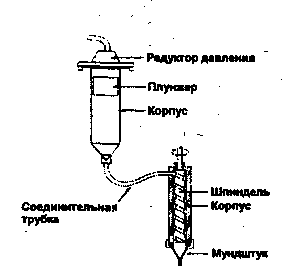 Редуктор давления
Плунжер
Корпус
Шпиндель
Корпус
Соединительная
трубка
Мундштук